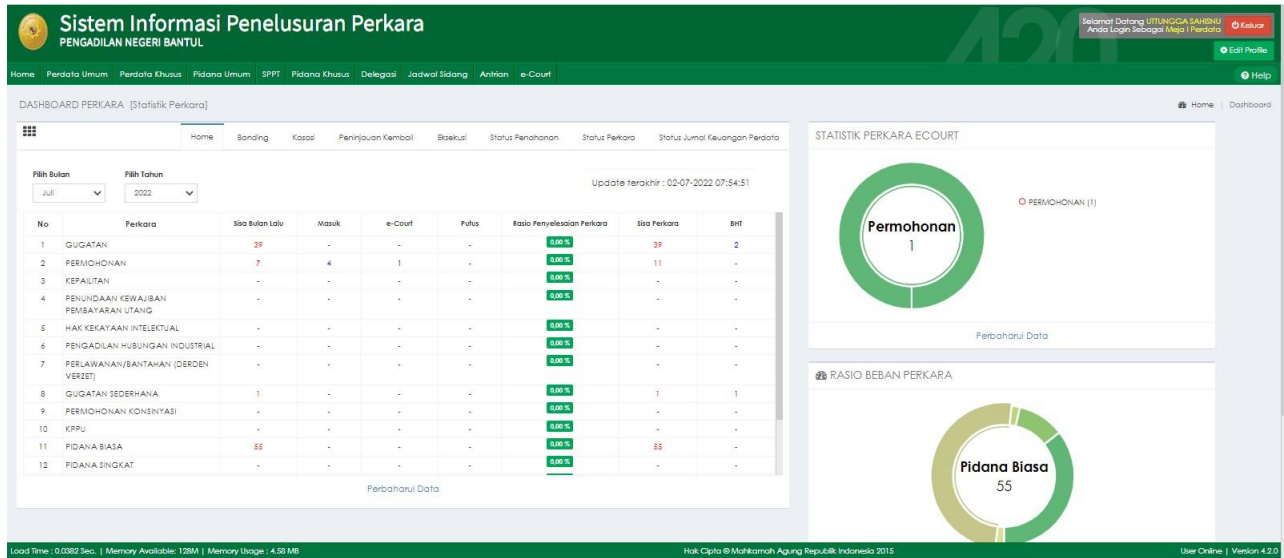 Sistem Informasi Penelusuran Perkara
PENGADILAN NEGERI BANTUL
420
Selamat Datang UTTUNGGA SAHISNU
Anda Login Sebagai Meja I Perdata
Keluar
Edit Profile
Home Perdata Umum Perdata Khusus Pidana Umum SPPT Pidana Khusus Delegasi Jadwal Sidang Antrian e-Court
Help
DASHBOARD PERKARA [Statistik Perkara]
Home | Dashboard
Home Banding Kasasi Peninjauan Kembali Eksekusi Status Penahanan Status Perkara Status Jurnal Keuangan Perdata
Pilih Bulan Pilih Tahun
Juli 2022
Update terakhir : 02-07-2022 07:54:51
No Perkara Sisa Bulan Lalu Masuk e-Court Putus Rasio Penyelesaian Perkara Sisa Perkara BHT
1 GUGATAN 39 - - - 0,00 % 39 2
2 PERMOHONAN 7 4 1 - 0,00 % 11 -
3 KEPAILITAN - - - - 0,00 % - -
4 PENUNDAAN KEWAJIBAN - - - - 0,00 % - -
PEMBAYARAN UTANG
5 HAK KEKAYAAN INTELEKTUAL - - - - 0,00 % - -
6 PENGADILAN HUBUNGAN INDUSTRIAL - - - - 0,00 % - -
7 PERLAWANAN/BANTAHAN (DERDEN - - - - 0,00 % - -
VERZET)
8 GUGATAN SEDERHANA 1 - - - 0,00 % 1 1
9 PERMOHONAN KONSINYASI - - - - 0,00 % - -
10 KPPU - - - - 0,00 % - -
11 PIDANA BIASA 55 - - - 0,00 % 55 -
12 PIDANA SINGKAT - - - - 0,00 % - -
Perbaharui Data
STATISTIK PERKARA ECOURT
Permohonan
1
PERMOHONAN (1)
Perbaharui Data
RASIO BEBAN PERKARA
Pidana Biasa
55
Load Time : 0.0382 Sec. | Memory Available: 128M | Memory Usage : 4.58 MB
Hak Cipta © Mahkamah Agung Republik Indonesia 2015
User Online | Version 4.2.0